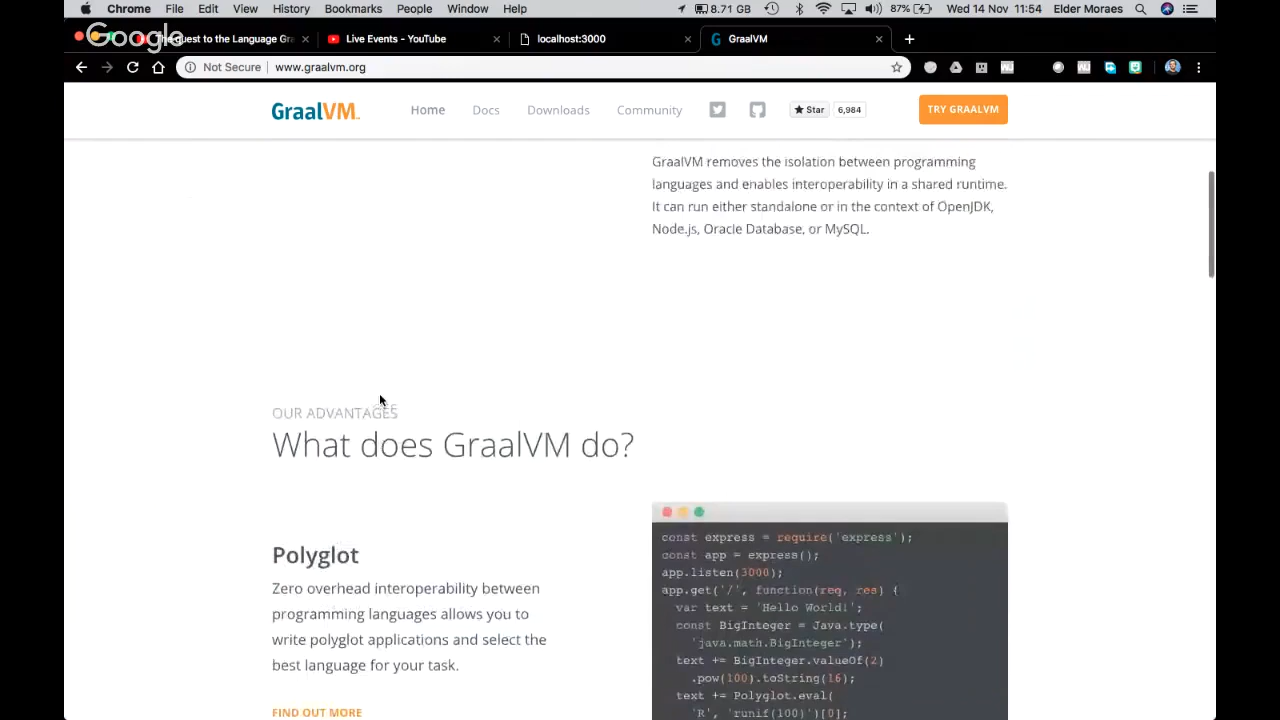 Chrome File Edit View History Bookmarks People Window Help 8.71 GB 87% Wed 14 Nov 11:54 Elder Moraes
Google
quest to the Language Gr
Live Events - YouTube
localhost:3000
GraalVM
Not Secure www.graalvm.org
GraalVM
Home Docs Downloads Community Star 6,984 TRY GRAALVM
GraalVM removes the isolation between programming
languages and enables interoperability in a shared runtime.
It can run either standalone or in the context of OpenJDK,
Node.js, Oracle Database, or MySQL.
OUR ADVANTAGES
What does GraalVM do?
Polyglot
Zero overhead interoperability between
programming languages allows you to
write polyglot applications and select the
best language for your task.
FIND OUT MORE
const express = require('express');
const app = express();
app.listen(3000);
app.get('/', function(req, res) {
var text = 'Hello World!';
const BigInteger = Java.type(
'java.math.BigInteger');
text += BigInteger.valueOf(2)
.pow(100).toString(16);
text += Polyglot.eval(
'R', 'runif(100)')[0];